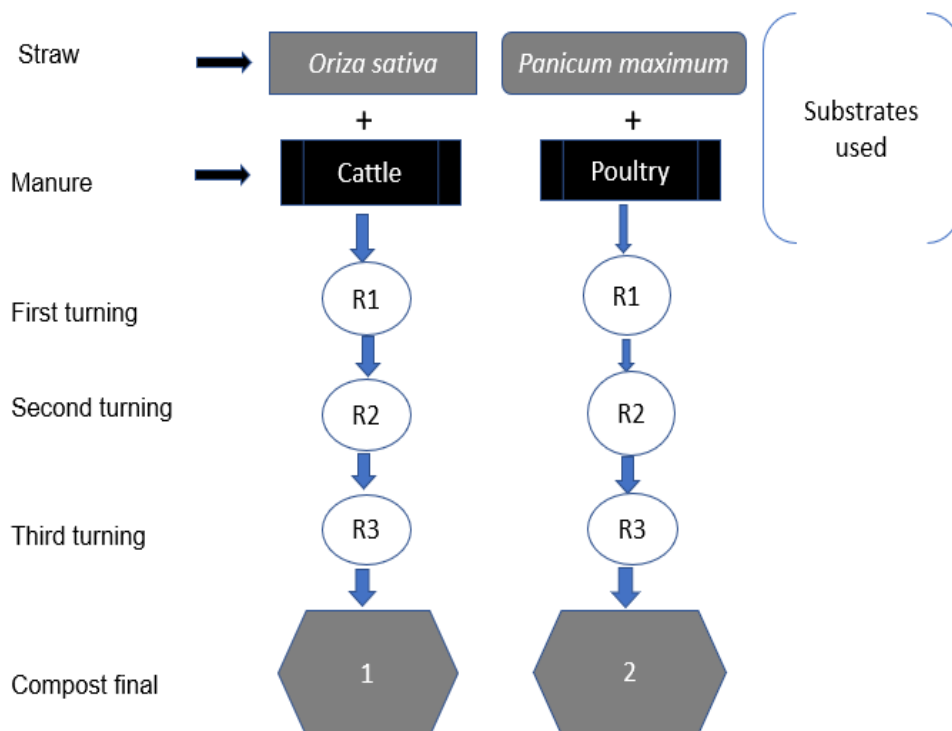 Straw
Oriza sativa
Panicum maximum
Substrates
used
+
+
Manure
Cattle
Poultry
First turning
R1
R1
Second turning
R2
R2
Third turning
R3
R3
Compost final
1
2